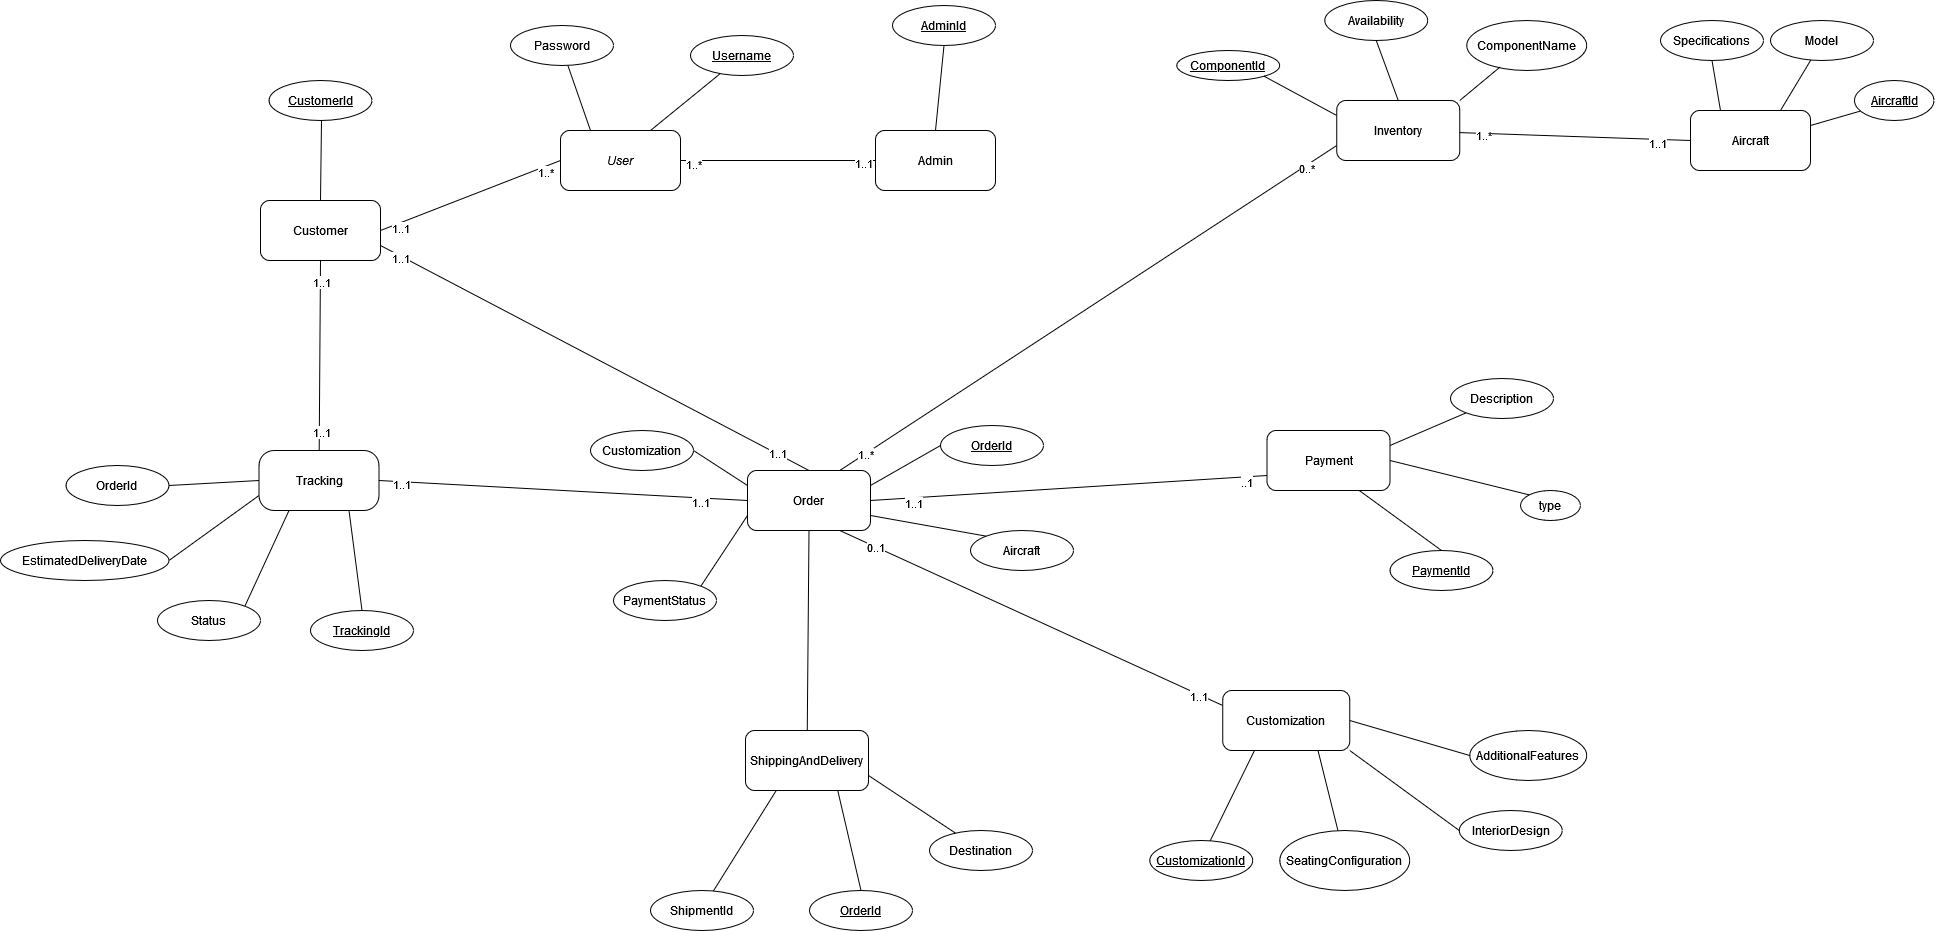 AdminId
Availability
Password
Username
ComponentName
Specifications
Model
ComponentId
CustomerId
AircraftId
User
Admin
Inventory
Aircraft
1..*
1..1
1..*
1..1
1..*
0..*
Customer
1..1
1..1
1..1
Description
1..1
Customization
1..1
1..*
OrderId
Payment
OrderId
Tracking
1..1
1..1
Order
1..1
..1
type
EstimatedDeliveryDate
0..1
Aircraft
PaymentId
PaymentStatus
Status
TrackingId
1..1
Customization
ShippingAndDelivery
AdditionalFeatures
InteriorDesign
Destination
CustomizationId
SeatingConfiguration
ShipmentId
OrderId